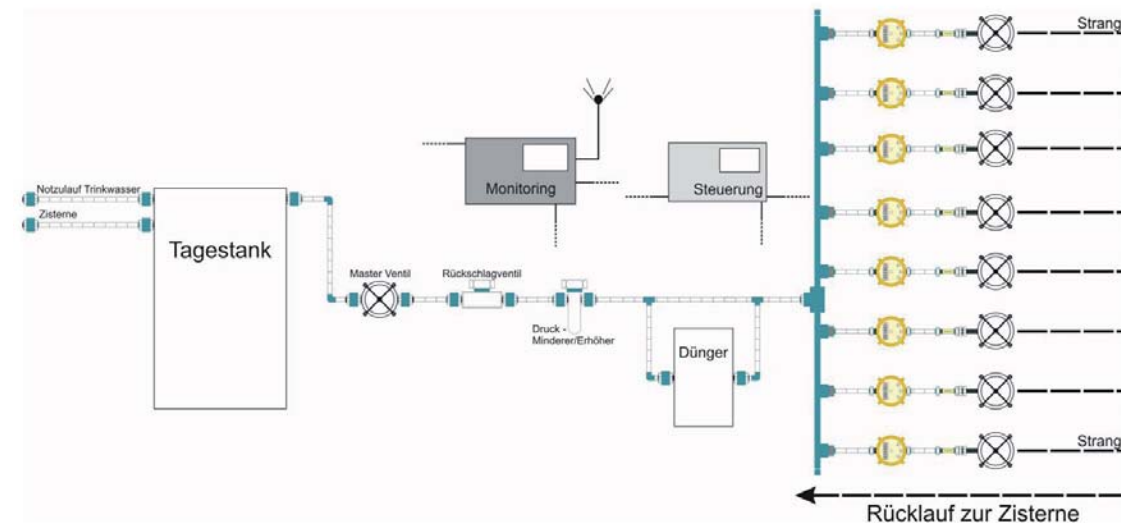 Strang
Monitoring
Steuerung
Notzulauf Trinkwasser
Zisterne
Tagestank
Master Ventil
Rückschlagventil
Druck -
Minderer/Erhöher
Dünger
Strang
Rücklauf zur Zisterne